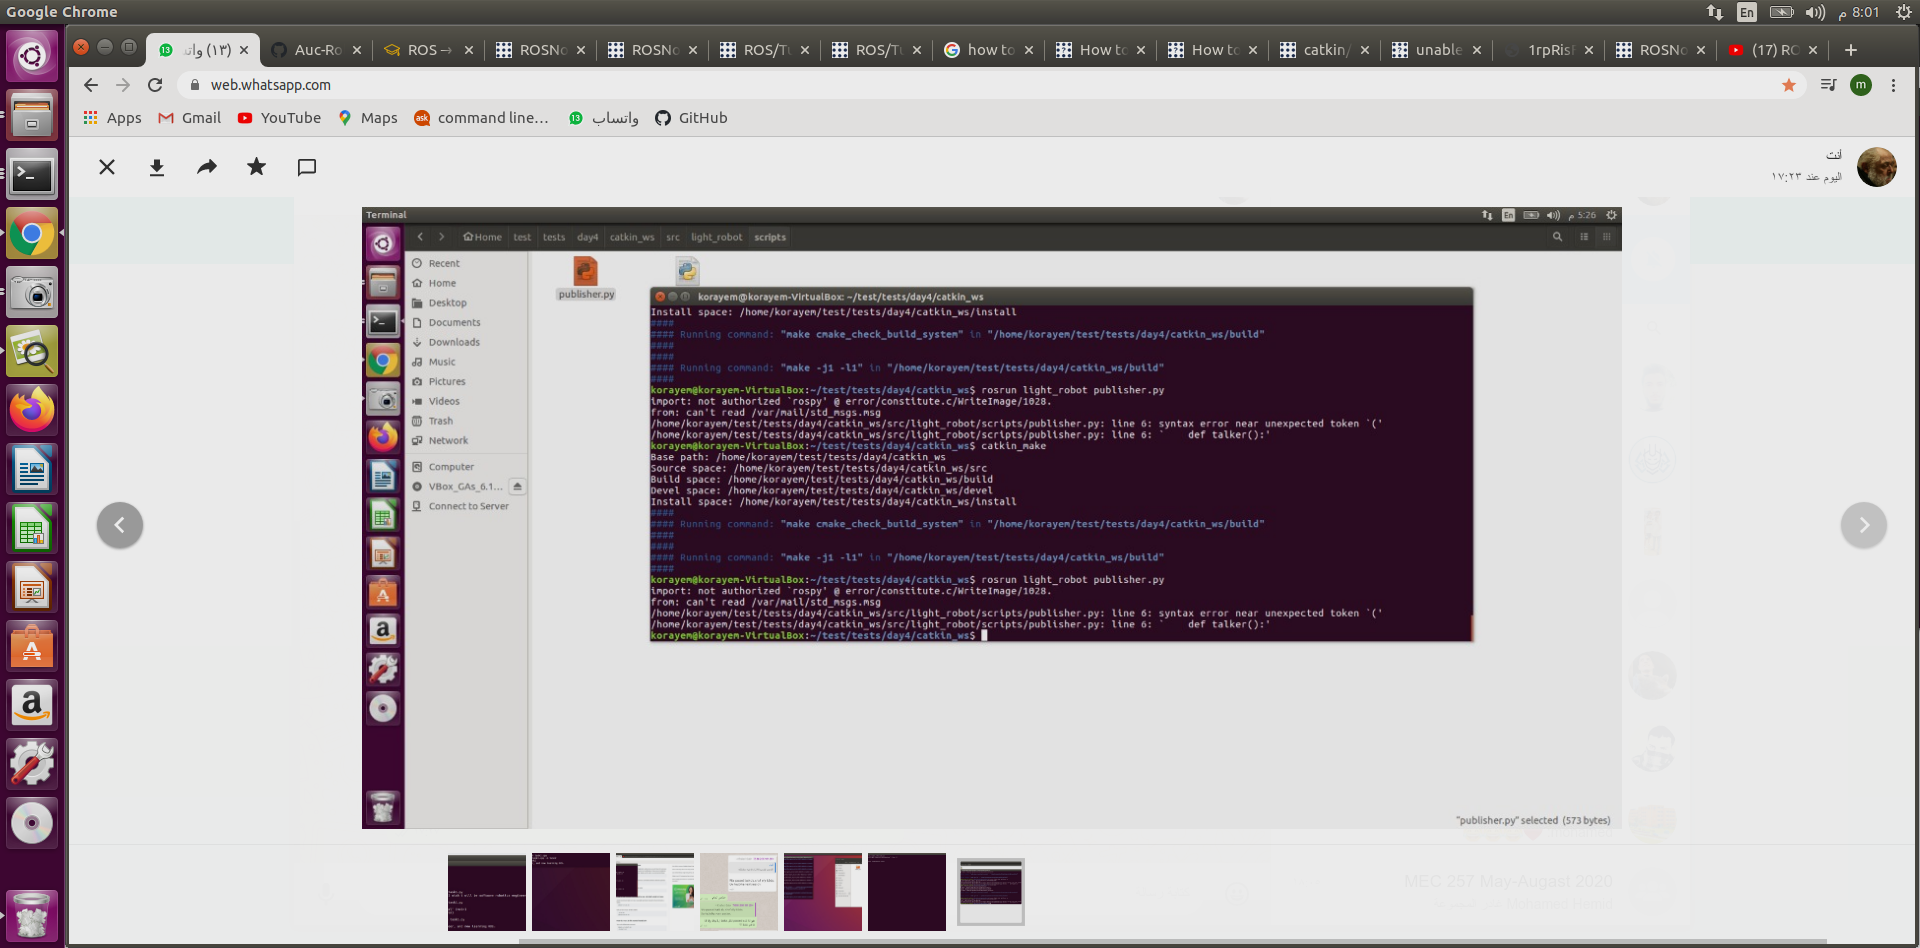 Google Chrome
En
8:01 م
(١٣) واتس
Auc-Ro
ROS –
ROSNo
ROSNo
ROS/Tu
ROS/Tu
how to
How to
How to
catkin/
unable
1rpRisF
ROSNo
(17) RO
web.whatsapp.com
m
Apps
Gmail
YouTube
Maps
command line...
واتساب
GitHub
أنت
اليوم عند ١٧:٢٣
Terminal
En
5:26 م
Home
test
tests
day4
catkin_ws
src
light_robot
scripts
Recent
Home
Desktop
Documents
Downloads
Music
Pictures
Videos
Trash
Network
Computer
VBox_GAs_6.1...
Connect to Server
publisher.py
korayem@korayem-VirtualBox: ~/test/tests/day4/catkin_ws
Install space: /home/korayem/test/tests/day4/catkin_ws/install
####
#### Running command: "make cmake_check_build_system" in "/home/korayem/test/tests/day4/catkin_ws/build"
####
####
#### Running command: "make -j1 -l1" in "/home/korayem/test/tests/day4/catkin_ws/build"
####
korayem@korayem-VirtualBox:~/test/tests/day4/catkin_ws$ rosrun light_robot publisher.py
import: not authorized `rospy' @ error/constitute.c/WriteImage/1028.
from: can't read /var/mail/std_msgs.msg
/home/korayem/test/tests/day4/catkin_ws/src/light_robot/scripts/publisher.py: line 6: syntax error near unexpected token `('
/home/korayem/test/tests/day4/catkin_ws/src/light_robot/scripts/publisher.py: line 6: `    def talker():'
korayem@korayem-VirtualBox:~/test/tests/day4/catkin_ws$ catkin_make
Base path: /home/korayem/test/tests/day4/catkin_ws
Source space: /home/korayem/test/tests/day4/catkin_ws/src
Build space: /home/korayem/test/tests/day4/catkin_ws/build
Devel space: /home/korayem/test/tests/day4/catkin_ws/devel
Install space: /home/korayem/test/tests/day4/catkin_ws/install
####
#### Running command: "make cmake_check_build_system" in "/home/korayem/test/tests/day4/catkin_ws/build"
####
####
#### Running command: "make -j1 -l1" in "/home/korayem/test/tests/day4/catkin_ws/build"
####
korayem@korayem-VirtualBox:~/test/tests/day4/catkin_ws$ rosrun light_robot publisher.py
import: not authorized `rospy' @ error/constitute.c/WriteImage/1028.
from: can't read /var/mail/std_msgs.msg
/home/korayem/test/tests/day4/catkin_ws/src/light_robot/scripts/publisher.py: line 6: syntax error near unexpected token `('
/home/korayem/test/tests/day4/catkin_ws/src/light_robot/scripts/publisher.py: line 6: `    def talker():'
korayem@korayem-VirtualBox:~/test/tests/day4/catkin_ws$
"publisher.py" selected (573 bytes)
MEC 257 May-August 2020